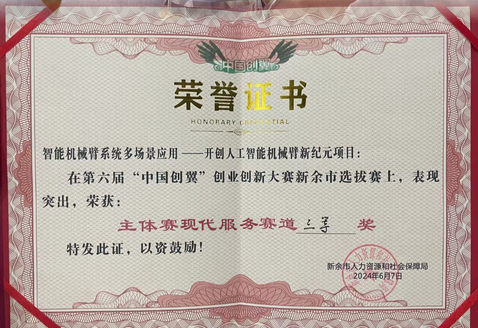 中国创翼
荣誉证书
HONORARY CREDENTIAL
智能机械臂系统多场景应用——开创人工智能机械臂新纪元项目：
在第六届“中国创翼”创业创新大赛新余市选拔赛上，表现
突出，荣获：
主体赛现代服务赛道 三等 奖
特发此证，以资鼓励！
新余市人力资源和社会保障局
2024年6月7日